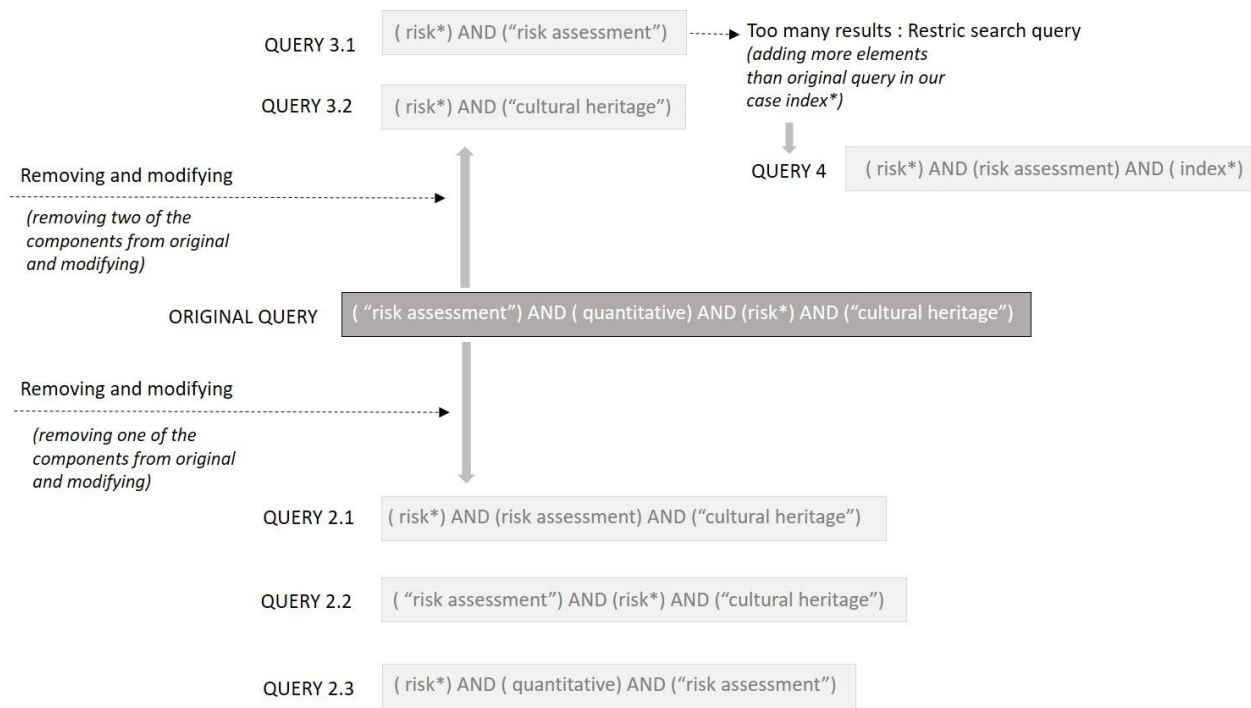 QUERY 3.1
( risk*) AND (“risk assessment”)
Too many results : Restric search query
(adding more elements
than original query in our
case index*)
QUERY 3.2
( risk*) AND (“cultural heritage”)
QUERY 4
( risk*) AND (risk assessment) AND ( index*)
Removing and modifying
(removing two of the
components from original
and modifying)
ORIGINAL QUERY
( “risk assessment”) AND ( quantitative) AND (risk*) AND (“cultural heritage”)
Removing and modifying
(removing one of the
components from original
and modifying)
QUERY 2.1
( risk*) AND (risk assessment) AND (“cultural heritage”)
QUERY 2.2
( “risk assessment”) AND (risk*) AND (“cultural heritage”)
QUERY 2.3
( risk*) AND ( quantitative) AND (“risk assessment”)